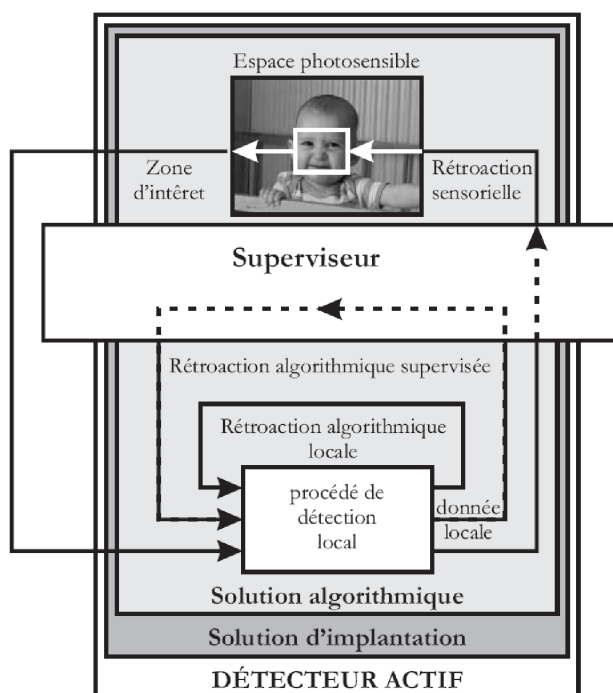 Espace photosensible
Zone
d'intêret
Rétroaction
sensorielle
Superviseur
Rétroaction algorithmique supervisée
Rétroaction algorithmique
locale
procédé de
détection
local
donnée
locale
Solution algorithmique
Solution d'implantation
DÉTECTEUR ACTIF